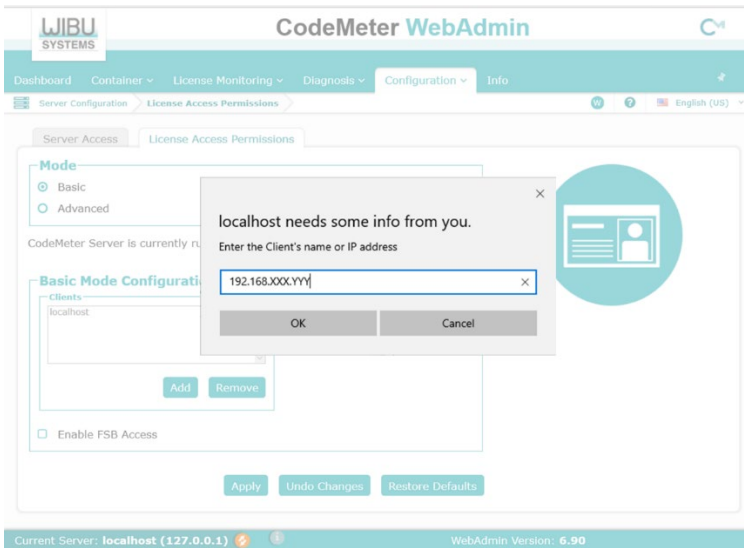 WIBU
SYSTEMS
CodeMeter WebAdmin
Dashboard Container License Monitoring Diagnosis Configuration Info
Server Configuration License Access Permissions W ? English (US)
Server Access License Access Permissions
Mode
Basic
Advanced
localhost needs some info from you.
CodeMeter Server is currently ru
Enter the Client's name or IP address
192.168.XXX.YYY
Basic Mode Configurati
Clients
localhost
OK Cancel
Add Remove
Enable FSB Access
Apply Undo Changes Restore Defaults
Current Server: localhost (127.0.0.1) WebAdmin Version: 6.90